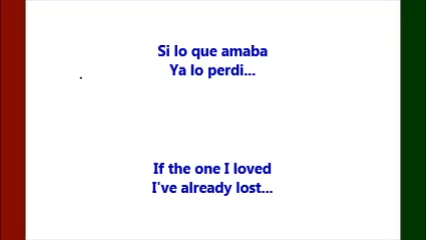 Si lo que amaba
Ya lo perdi...
If the one I loved
I've already lost...